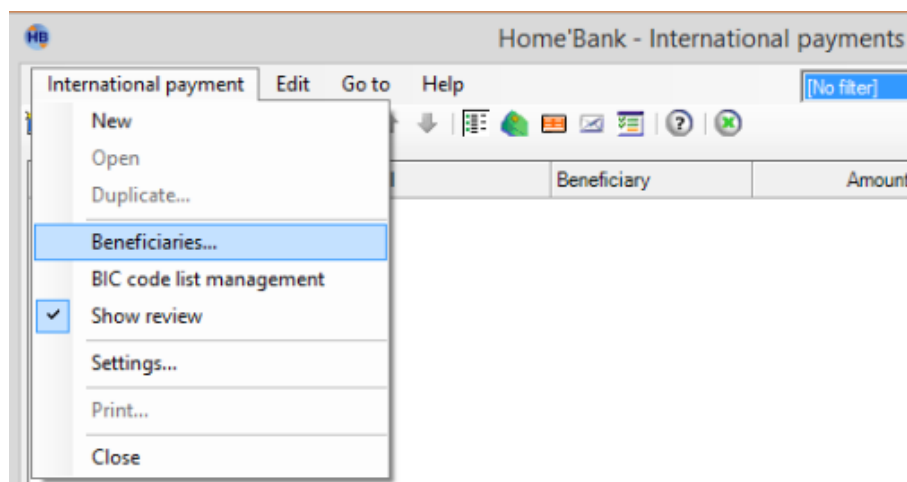 HB
Home'Bank - International payments
International payment Edit Go to Help [No filter]
New
Open
Beneficiary Amount
Duplicate...
Beneficiaries...
BIC code list management
Show review
Settings...
Print...
Close